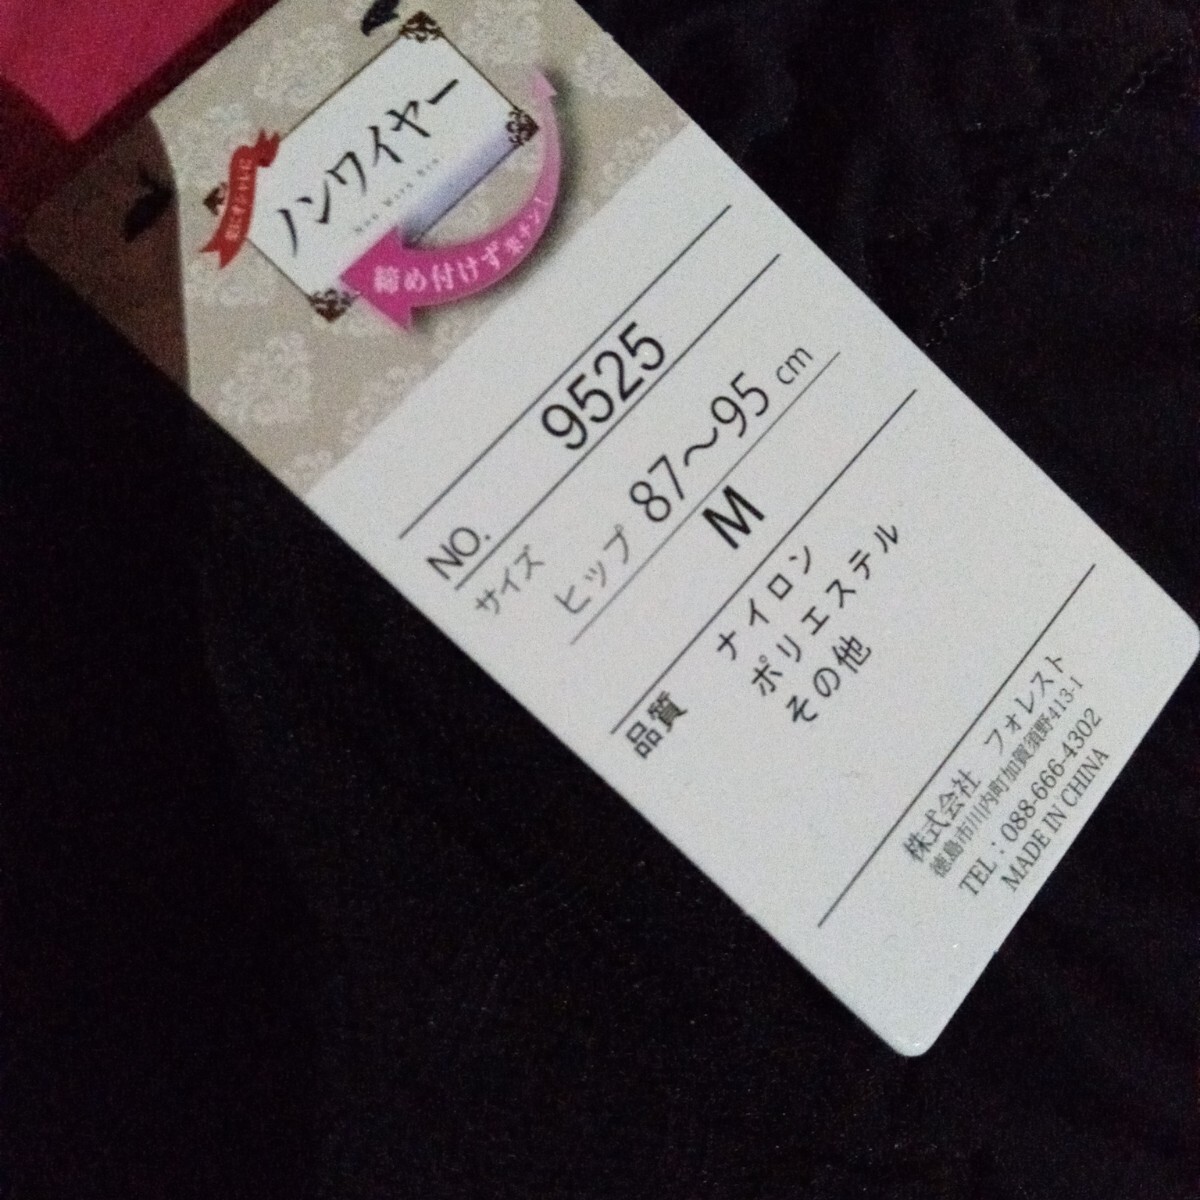 ノンワイヤー
締め付けず楽チン!
NO. 9525
サイズ
ヒップ 87～95 cm
M
品質 ナイロン
ポリエステル
その他
株式会社 フォレスト
徳島市川内町加賀須野413-1
TEL：088-666-4302
MADE IN CHINA